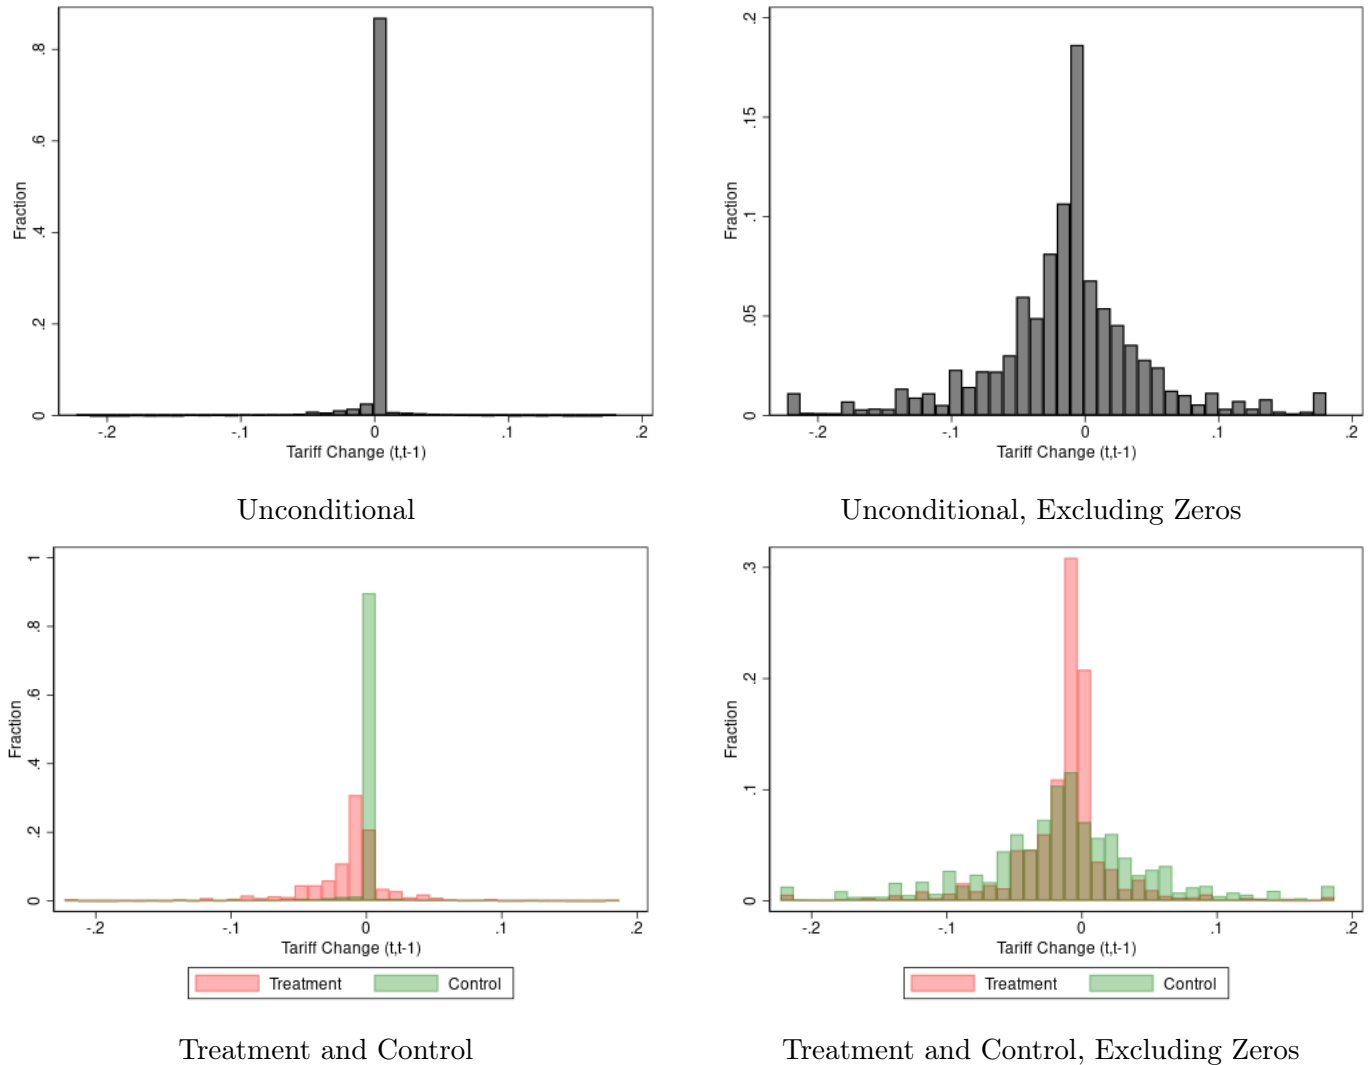 Fraction
.8
.6
.4
.2
0
-.2 -.1 0 .1 .2
Tariff Change (t,t-1)
Unconditional
Fraction
.2
.15
.1
.05
0
-.2 -.1 0 .1 .2
Tariff Change (t,t-1)
Unconditional, Excluding Zeros
Fraction
1
.8
.6
.4
.2
0
-.2 -.1 0 .1 .2
Tariff Change (t,t-1)
Treatment Control
Treatment and Control
Fraction
.3
.2
.1
0
-.2 -.1 0 .1 .2
Tariff Change (t,t-1)
Treatment Control
Treatment and Control, Excluding Zeros